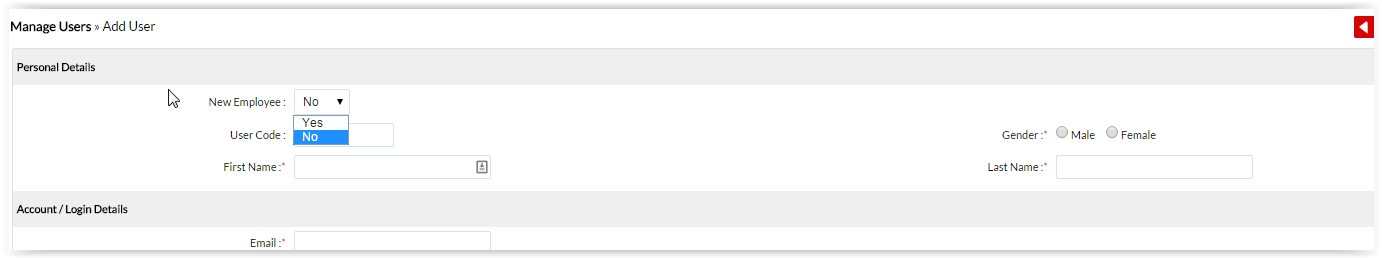 Manage Users » Add User
Personal Details
New Employee : No
Yes
No
User Code :
Gender :* Male Female
First Name :*
Last Name :*
Account / Login Details
Email :*